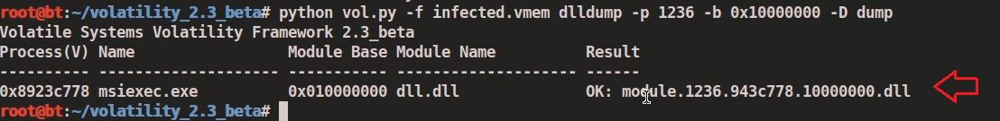 root@bt:~/volatility_2.3_beta# python vol.py -f infected.vmem dlldump -p 1236 -b 0x10000000 -D dump
Volatile Systems Volatility Framework 2.3_beta
Process(V) Name                 Module Base Module Name          Result
---------- -------------------- ----------- -------------------- ------
0x8923c778 msiexec.exe          0x010000000 dll.dll              OK: module.1236.943c778.10000000.dll
root@bt:~/volatility_2.3_beta#